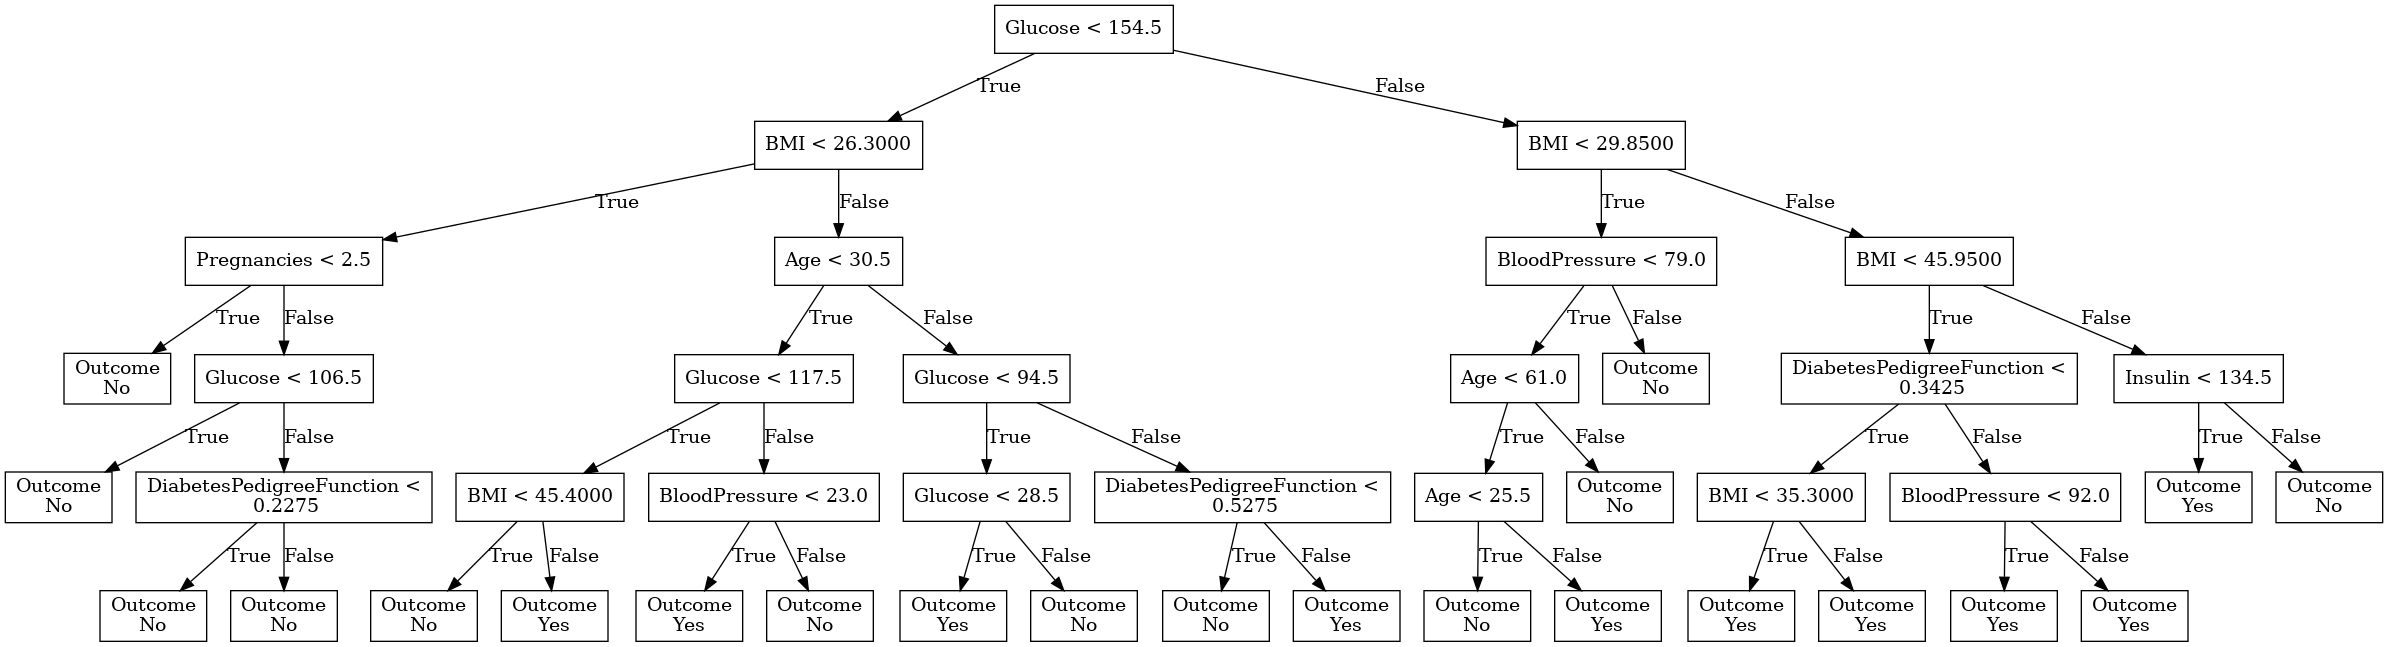 Glucose < 154.5
True
False
BMI < 26.3000
BMI < 29.8500
True
False
True
False
Pregnancies < 2.5
Age < 30.5
BloodPressure < 79.0
BMI < 45.9500
True
False
True
False
True
False
True
False
Outcome
No
Glucose < 106.5
Glucose < 117.5
Glucose < 94.5
Age < 61.0
Outcome
No
DiabetesPedigreeFunction <
0.3425
Insulin < 134.5
True
False
True
False
True
False
True
False
True
False
True
False
Outcome
No
DiabetesPedigreeFunction <
0.2275
BMI < 45.4000
BloodPressure < 23.0
Glucose < 28.5
DiabetesPedigreeFunction <
0.5275
Age < 25.5
Outcome
No
BMI < 35.3000
BloodPressure < 92.0
Outcome
Yes
Outcome
No
True
False
True
False
True
False
True
False
True
False
True
False
True
False
True
False
Outcome
No
Outcome
No
Outcome
No
Outcome
Yes
Outcome
Yes
Outcome
No
Outcome
Yes
Outcome
No
Outcome
No
Outcome
Yes
Outcome
No
Outcome
Yes
Outcome
Yes
Outcome
Yes
Outcome
Yes
Outcome
Yes